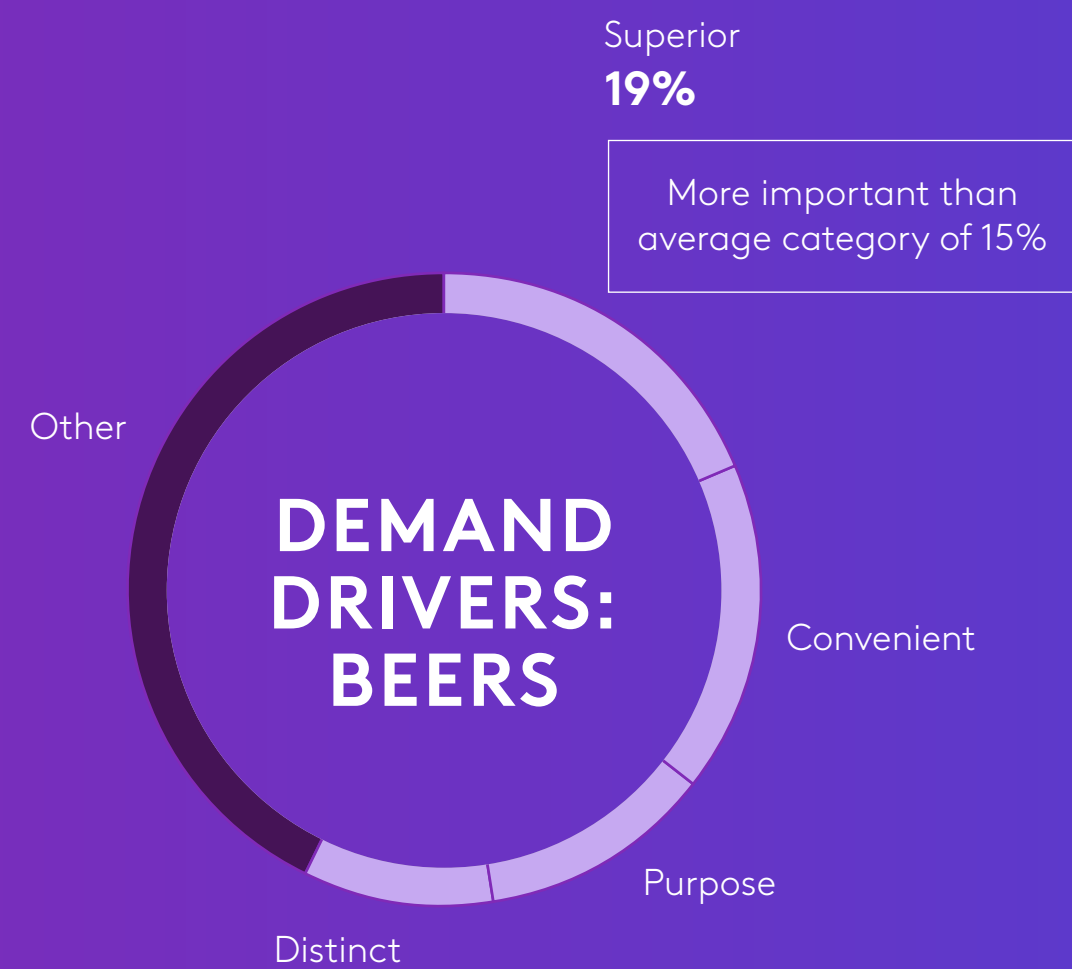 Superior
19%
More important than
average category of 15%
Other
DEMAND
DRIVERS:
BEERS
Convenient
Purpose
Distinct